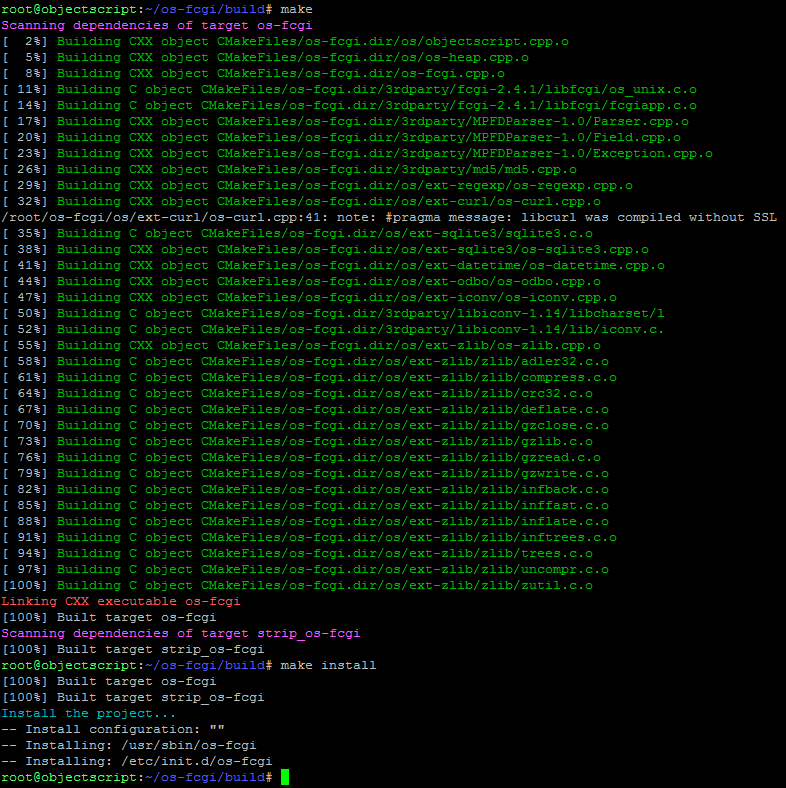 root@objectscript:~/os-fcgi/build# make
Scanning dependencies of target os-fcgi
[  2%] Building CXX object CMakeFiles/os-fcgi.dir/os/objectscript.cpp.o
[  5%] Building CXX object CMakeFiles/os-fcgi.dir/os/os-heap.cpp.o
[  8%] Building CXX object CMakeFiles/os-fcgi.dir/os-fcgi.cpp.o
[ 11%] Building C object CMakeFiles/os-fcgi.dir/3rdparty/fcgi-2.4.1/libfcgi/os_unix.c.o
[ 14%] Building C object CMakeFiles/os-fcgi.dir/3rdparty/fcgi-2.4.1/libfcgi/fcgiapp.c.o
[ 17%] Building CXX object CMakeFiles/os-fcgi.dir/3rdparty/MPFDParser-1.0/Parser.cpp.o
[ 20%] Building CXX object CMakeFiles/os-fcgi.dir/3rdparty/MPFDParser-1.0/Field.cpp.o
[ 23%] Building CXX object CMakeFiles/os-fcgi.dir/3rdparty/MPFDParser-1.0/Exception.cpp.o
[ 26%] Building CXX object CMakeFiles/os-fcgi.dir/3rdparty/md5/md5.cpp.o
[ 29%] Building CXX object CMakeFiles/os-fcgi.dir/os/ext-regexp/os-regexp.cpp.o
[ 32%] Building CXX object CMakeFiles/os-fcgi.dir/os/ext-curl/os-curl.cpp.o
/root/os-fcgi/os/ext-curl/os-curl.cpp:41: note: #pragma message: libcurl was compiled without SSL
[ 35%] Building C object CMakeFiles/os-fcgi.dir/os/ext-sqlite3/sqlite3.c.o
[ 38%] Building CXX object CMakeFiles/os-fcgi.dir/os/ext-sqlite3/os-sqlite3.cpp.o
[ 41%] Building CXX object CMakeFiles/os-fcgi.dir/os/ext-datetime/os-datetime.cpp.o
[ 44%] Building CXX object CMakeFiles/os-fcgi.dir/os/ext-odbo/os-odbo.cpp.o
[ 47%] Building CXX object CMakeFiles/os-fcgi.dir/os/ext-iconv/os-iconv.cpp.o
[ 50%] Building C object CMakeFiles/os-fcgi.dir/3rdparty/libiconv-1.14/libcharset/l
[ 52%] Building C object CMakeFiles/os-fcgi.dir/3rdparty/libiconv-1.14/lib/iconv.c.
[ 55%] Building CXX object CMakeFiles/os-fcgi.dir/os/ext-zlib/os-zlib.cpp.o
[ 58%] Building C object CMakeFiles/os-fcgi.dir/os/ext-zlib/zlib/adler32.c.o
[ 61%] Building C object CMakeFiles/os-fcgi.dir/os/ext-zlib/zlib/compress.c.o
[ 64%] Building C object CMakeFiles/os-fcgi.dir/os/ext-zlib/zlib/crc32.c.o
[ 67%] Building C object CMakeFiles/os-fcgi.dir/os/ext-zlib/zlib/deflate.c.o
[ 70%] Building C object CMakeFiles/os-fcgi.dir/os/ext-zlib/zlib/gzclose.c.o
[ 73%] Building C object CMakeFiles/os-fcgi.dir/os/ext-zlib/zlib/gzlib.c.o
[ 76%] Building C object CMakeFiles/os-fcgi.dir/os/ext-zlib/zlib/gzread.c.o
[ 79%] Building C object CMakeFiles/os-fcgi.dir/os/ext-zlib/zlib/gzwrite.c.o
[ 82%] Building C object CMakeFiles/os-fcgi.dir/os/ext-zlib/zlib/infback.c.o
[ 85%] Building C object CMakeFiles/os-fcgi.dir/os/ext-zlib/zlib/inffast.c.o
[ 88%] Building C object CMakeFiles/os-fcgi.dir/os/ext-zlib/zlib/inflate.c.o
[ 91%] Building C object CMakeFiles/os-fcgi.dir/os/ext-zlib/zlib/inftrees.c.o
[ 94%] Building C object CMakeFiles/os-fcgi.dir/os/ext-zlib/zlib/trees.c.o
[ 97%] Building C object CMakeFiles/os-fcgi.dir/os/ext-zlib/zlib/uncompr.c.o
[100%] Building C object CMakeFiles/os-fcgi.dir/os/ext-zlib/zlib/zutil.c.o
Linking CXX executable os-fcgi
[100%] Built target os-fcgi
Scanning dependencies of target strip_os-fcgi
[100%] Built target strip_os-fcgi
root@objectscript:~/os-fcgi/build# make install
[100%] Built target os-fcgi
[100%] Built target strip_os-fcgi
Install the project...
-- Install configuration: ""
-- Installing: /usr/sbin/os-fcgi
-- Installing: /etc/init.d/os-fcgi
root@objectscript:~/os-fcgi/build#